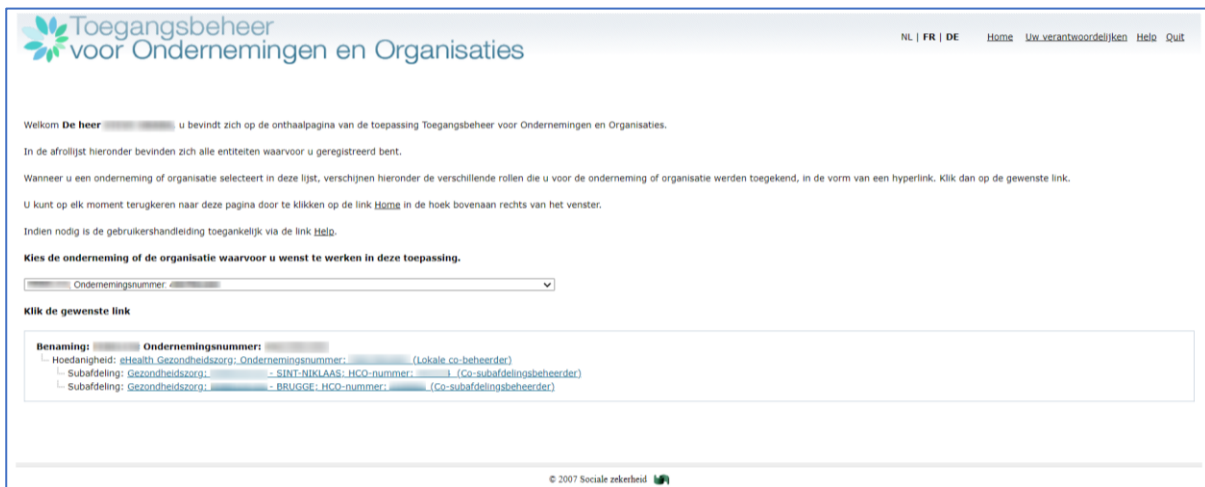 Toegangsbeheer
voor Ondernemingen en Organisaties
NL | FR | DE Home Uw verantwoordelijken Help Quit
Welkom De heer , u bevindt zich op de onthaalpagina van de toepassing Toegangsbeheer voor Ondernemingen en Organisaties.
In de afrollijst hieronder bevinden zich alle entiteiten waarvoor u geregistreerd bent.
Wanneer u een onderneming of organisatie selecteert in deze lijst, verschijnen hieronder de verschillende rollen die u voor de onderneming of organisatie werden toegekend, in de vorm van een hyperlink. Klik dan op de gewenste link.
U kunt op elk moment terugkeren naar deze pagina door te klikken op de link Home in de hoek bovenaan rechts van het venster.
Indien nodig is de gebruikershandleiding toegankelijk via de link Help.
Kies de onderneming of de organisatie waarvoor u wenst te werken in deze toepassing.
Ondernemingsnummer:
Klik de gewenste link
Benaming: Ondernemingsnummer:
Hoedanigheid: eHealth Gezondheidszorg: Ondernemingsnummer: (Lokale co-beheerder)
Subafdeling: Gezondheidszorg: - SINT-NIKLAAS: HCO-nummer: (Co-subafdelingsbeheerder)
Subafdeling: Gezondheidszorg: - BRUGGE: HCO-nummer: (Co-subafdelingsbeheerder)
© 2007 Sociale zekerheid